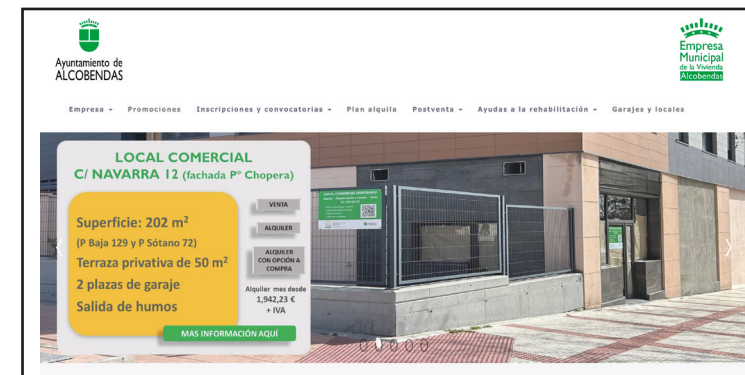 Ayuntamiento de
ALCOBENDAS
Empresa
Municipal
de la Vivienda
Alcobendas
Empresa Promociones Inscripciones y convocatorias Plan alquila Postventa Ayudas a la rehabilitación Garajes y locales
LOCAL COMERCIAL
C/ NAVARRA 12 (fachada Pº Chopera)
Superficie: 202 m²
(P Baja 129 y P Sótano 72)
Terraza privativa de 50 m²
2 plazas de garaje
Salida de humos
VENTA
ALQUILER
ALQUILER
CON OPCIÓN A
COMPRA
Alquiler mes desde
1,942,23 €
+ IVA
MAS INFORMACIÓN AQUÍ
LOCAL COMERCIAL DISPONIBLE